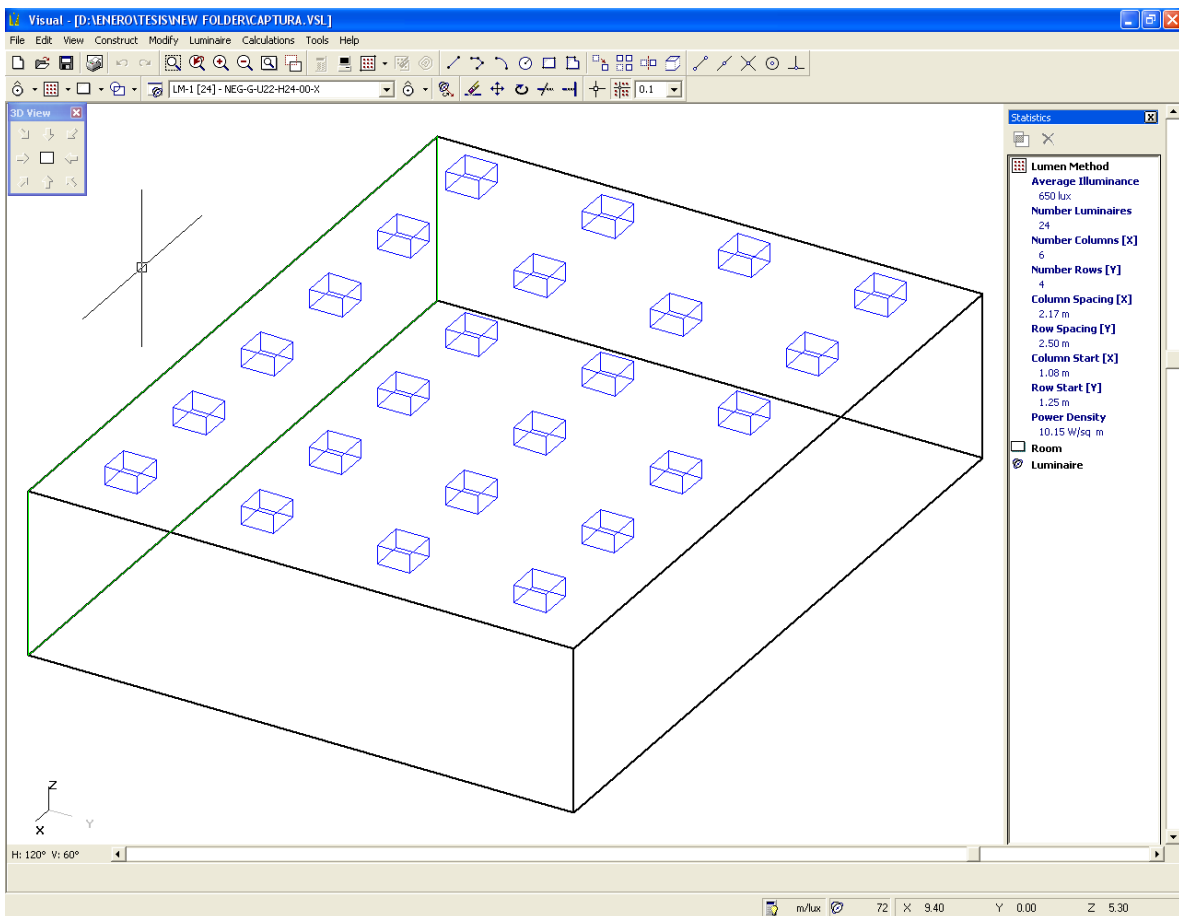 Visual - [D:\ENERO\TESIS\NEW FOLDER\CAPTURA.VSL]
File Edit View Construct Modify Luminaire Calculations Tools Help
LM-1 [24] - NEG-G-U22-H24-00-X
0.1
3D View
Statistics
Lumen Method
Average Illuminance
650 lux
Number Luminaires
24
Number Columns [X]
6
Number Rows [Y]
4
Column Spacing [X]
2.17 m
Row Spacing [Y]
2.50 m
Column Start [X]
1.08 m
Row Start [Y]
1.25 m
Power Density
10.15 W/sq m
Room
Luminaire
Z
X Y
H: 120° V: 60°
m/lux 72 X 9.40 Y 0.00 Z 5.30